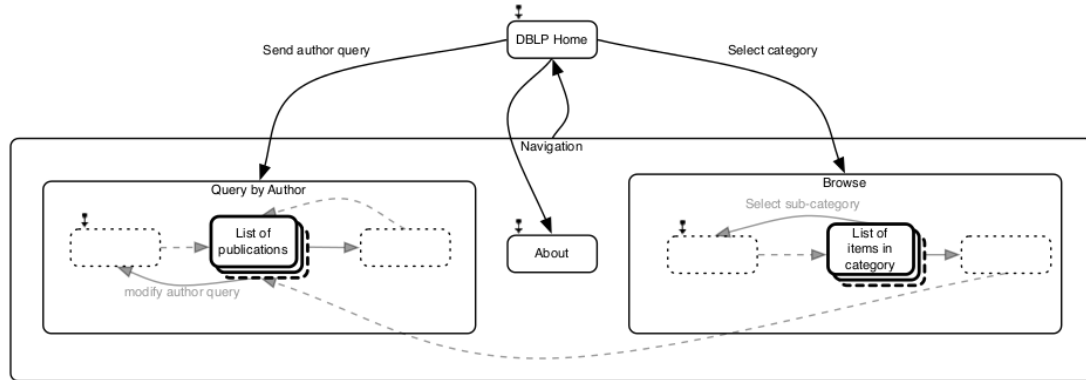 DBLP Home
Send author query
Select category
Navigation
Query by Author
Browse
Select sub-category
List of
publications
About
List of
items in
category
modify author query